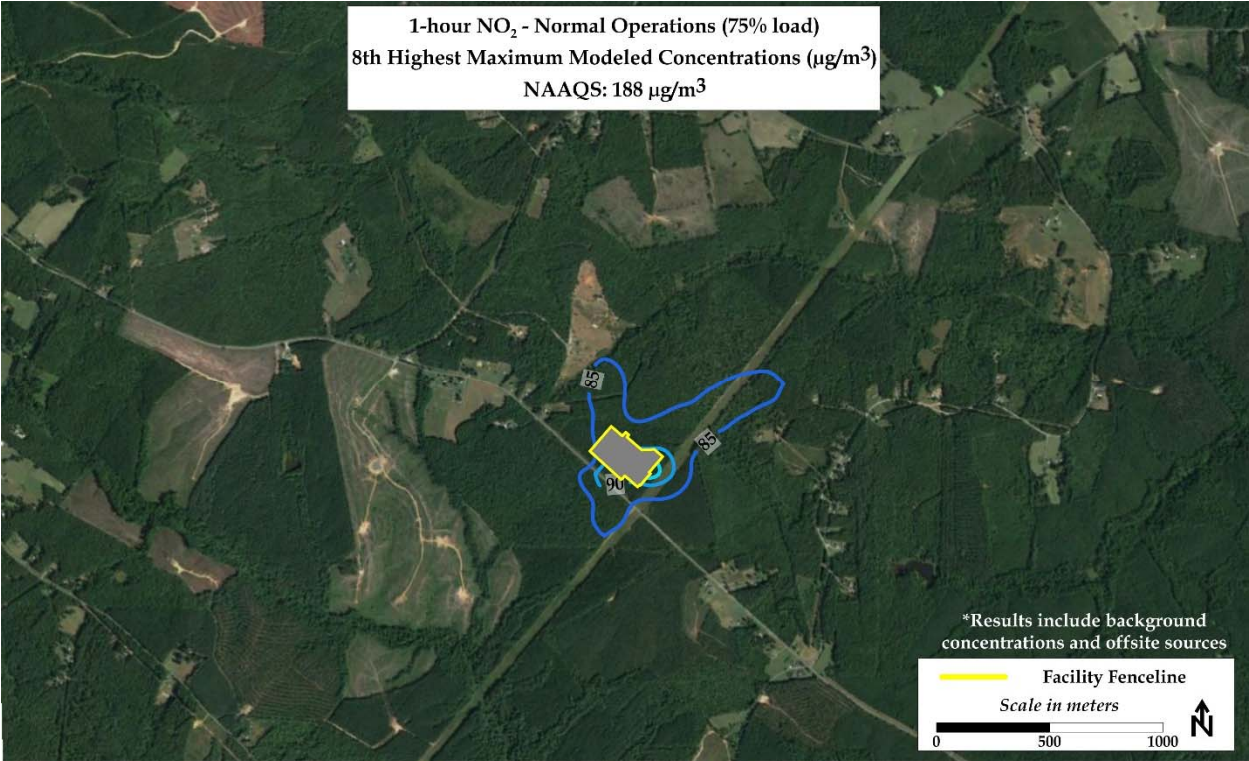 1-hour NO₂ - Normal Operations (75% load)
8th Highest Maximum Modeled Concentrations (µg/m³)
NAAQS: 188 µg/m³
85
85
90
*Results include background
concentrations and offsite sources
Facility Fenceline
Scale in meters
N
0 500 1000